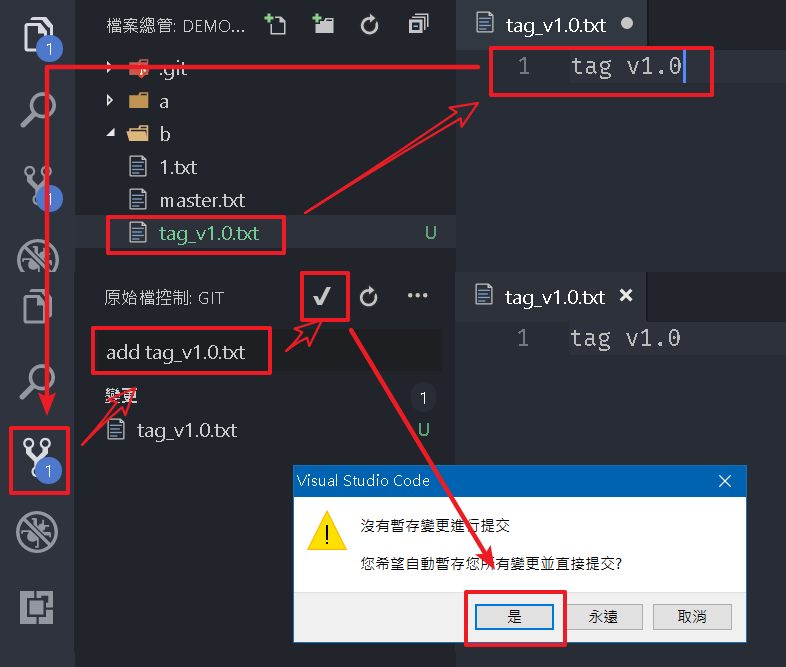 檔案總管: DEMO...
tag_v1.0.txt
1
1 tag v1.0
.git
a
b
1.txt
master.txt
1
tag_v1.0.txt U
原始檔控制: GIT
tag_v1.0.txt
add tag_v1.0.txt
1 tag v1.0
變更 1
tag_v1.0.txt U
1
Visual Studio Code
沒有暫存變更進行提交
您希望自動暫存您所有變更並直接提交?
是
永遠
取消